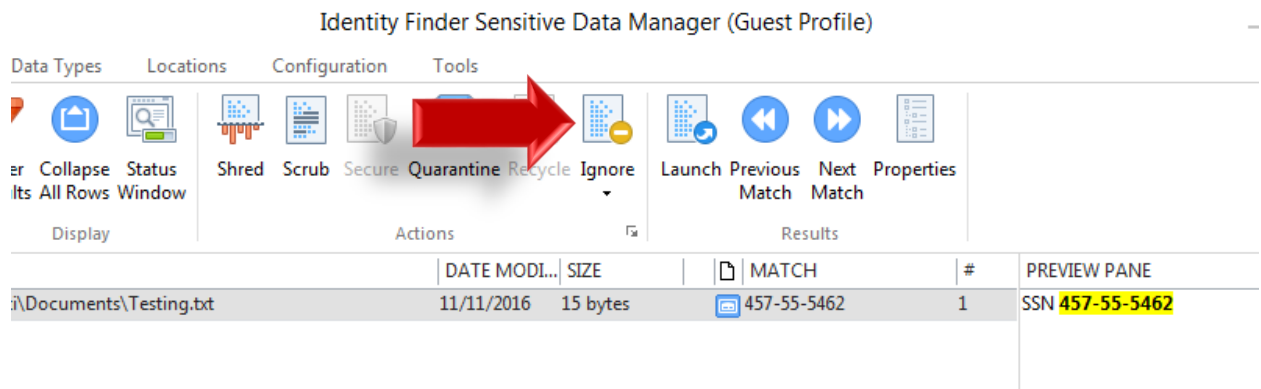 Identity Finder Sensitive Data Manager (Guest Profile)
Data Types Locations Configuration Tools
er Collapse Status Shred Scrub Secure Quarantine Recycle Ignore Launch Previous Next Properties
lts All Rows Window Match Match
Display Actions Results
DATE MODI... SIZE MATCH # PREVIEW PANE
i\Documents\Testing.txt 11/11/2016 15 bytes 457-55-5462 1 SSN 457-55-5462